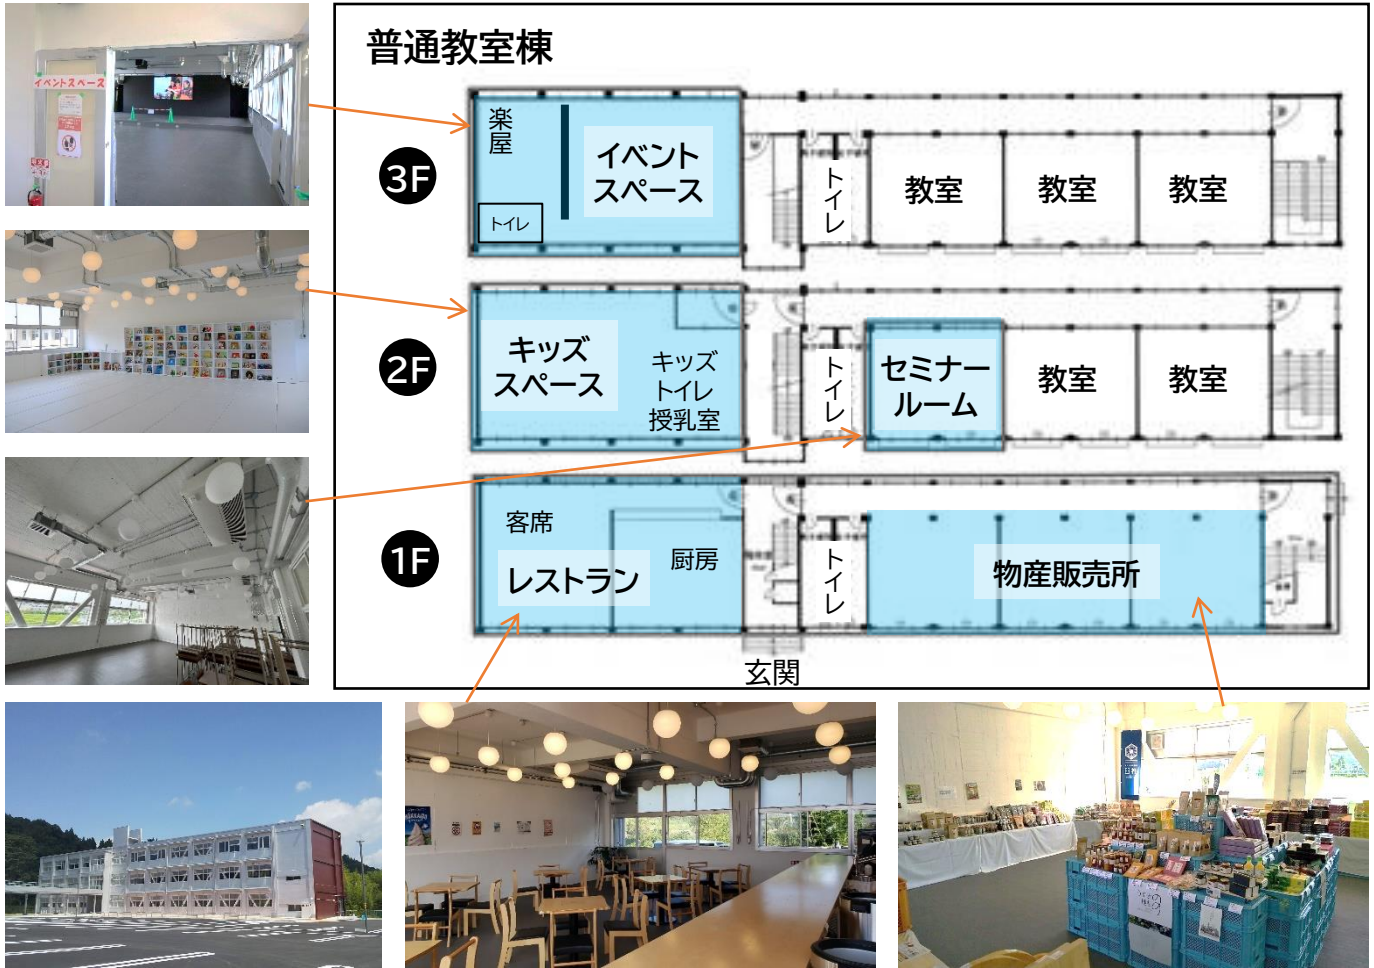 普通教室棟
イベントスペース
3F
楽屋
トイレ
イベント
スペース
トイレ
教室
教室
教室
2F
キッズ
スペース
キッズ
トイレ
授乳室
トイレ
セミナー
ルーム
教室
教室
1F
客席
レストラン
厨房
トイレ
物産販売所
玄関